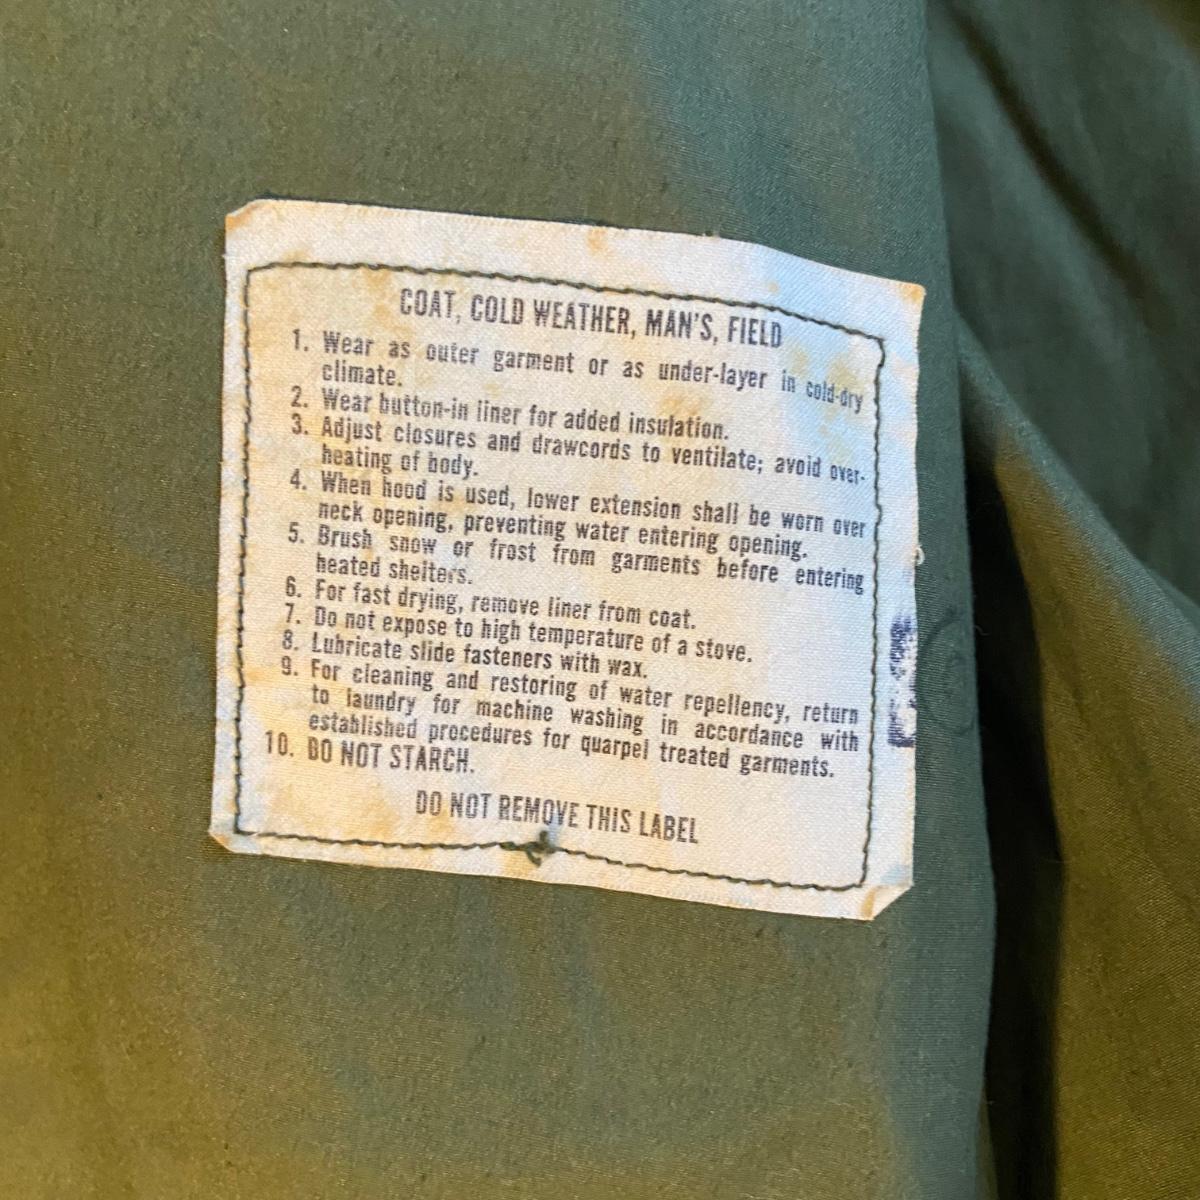 COAT, COLD WEATHER, MAN'S, FIELD
1. Wear as outer garment or as under-layer in cold-dry
climate.
2. Wear button-in liner for added insulation.
3. Adjust closures and drawcords to ventilate; avoid over-
heating of body.
4. When hood is used, lower extension shall be worn over
neck opening, preventing water entering opening.
5. Brush snow or frost from garments before entering
heated shelters.
6. For fast drying, remove liner from coat.
7. Do not expose to high temperature of a stove.
8. Lubricate slide fasteners with wax.
9. For cleaning and restoring of water repellency, return
to laundry for machine washing in accordance with
established procedures for quarpel treated garments.
10. DO NOT STARCH.
DO NOT REMOVE THIS LABEL